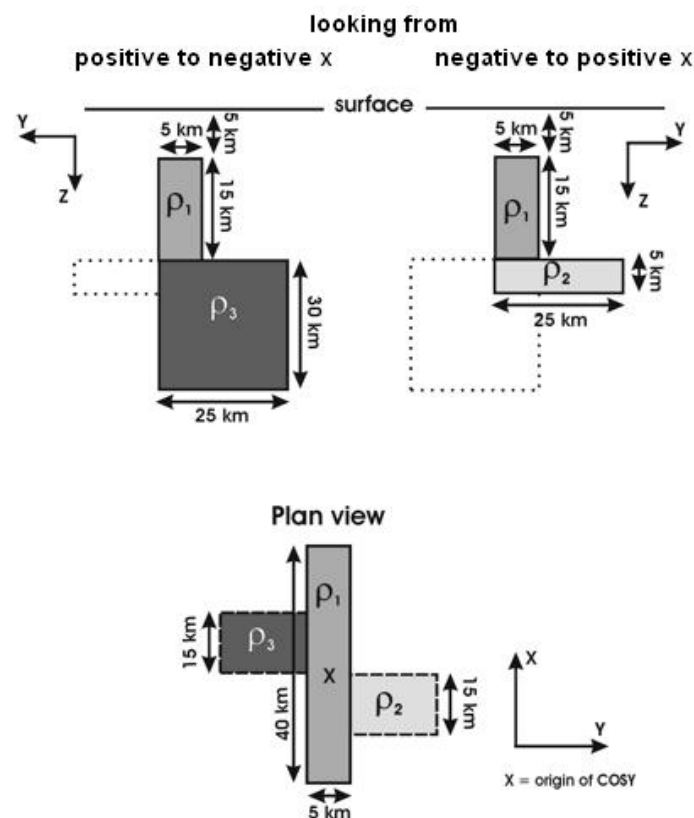 looking from
positive to negative x
negative to positive x
surface
Y
Z
5 km
5 km
15 km
ρ1
ρ3
30 km
25 km
5 km
5 km
15 km
Y
Z
ρ1
ρ2
5 km
25 km
Plan view
ρ1
ρ3
15 km
40 km
X
ρ2
15 km
5 km
X
Y
X = origin of COSY